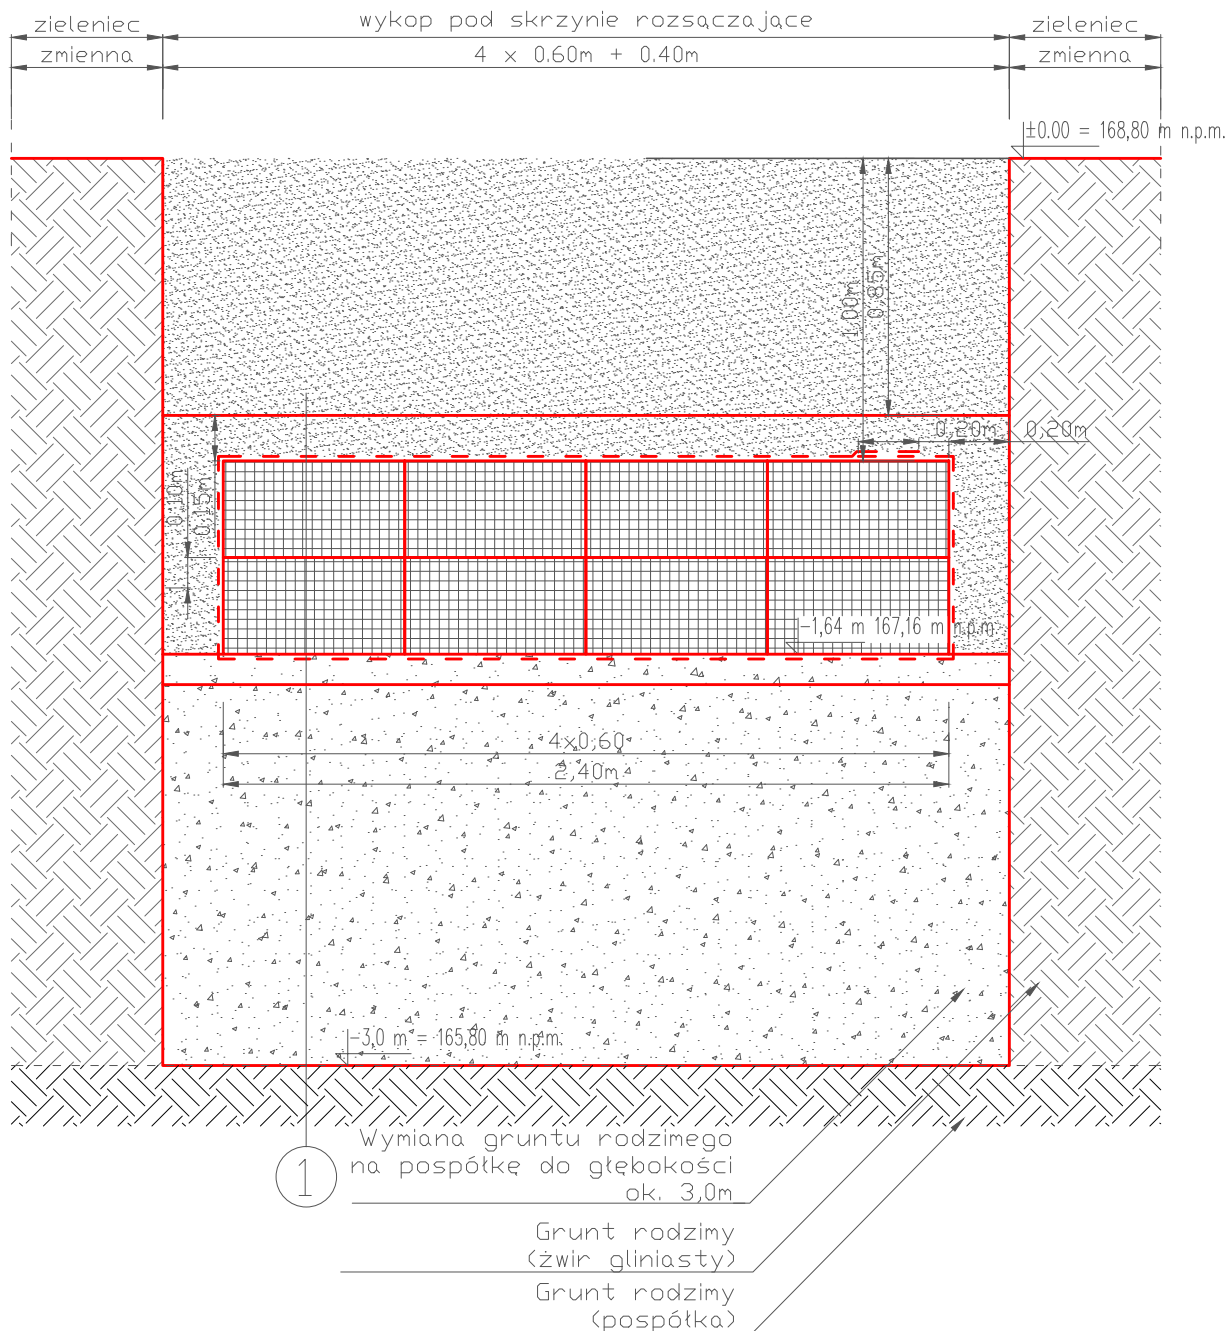 zieleniec
wykop pod skrzynie rozsączające
zieleniec
zmienna
4 x 0.60m + 0.40m
zmienna
±0.00 = 168,80 m n.p.m.
1,00m
0,85m
0,20m
0,20m
0,10m
0,15m
-1,64 m 167,16 m n.p.m
4x0,60
2,40m
-3,0 m = 165,80 m n.p.m.
1
Wymiana gruntu rodzimego
na pospółkę do głębokości
ok. 3,0m
Grunt rodzimy
(żwir gliniasty)
Grunt rodzimy
(pospółka)